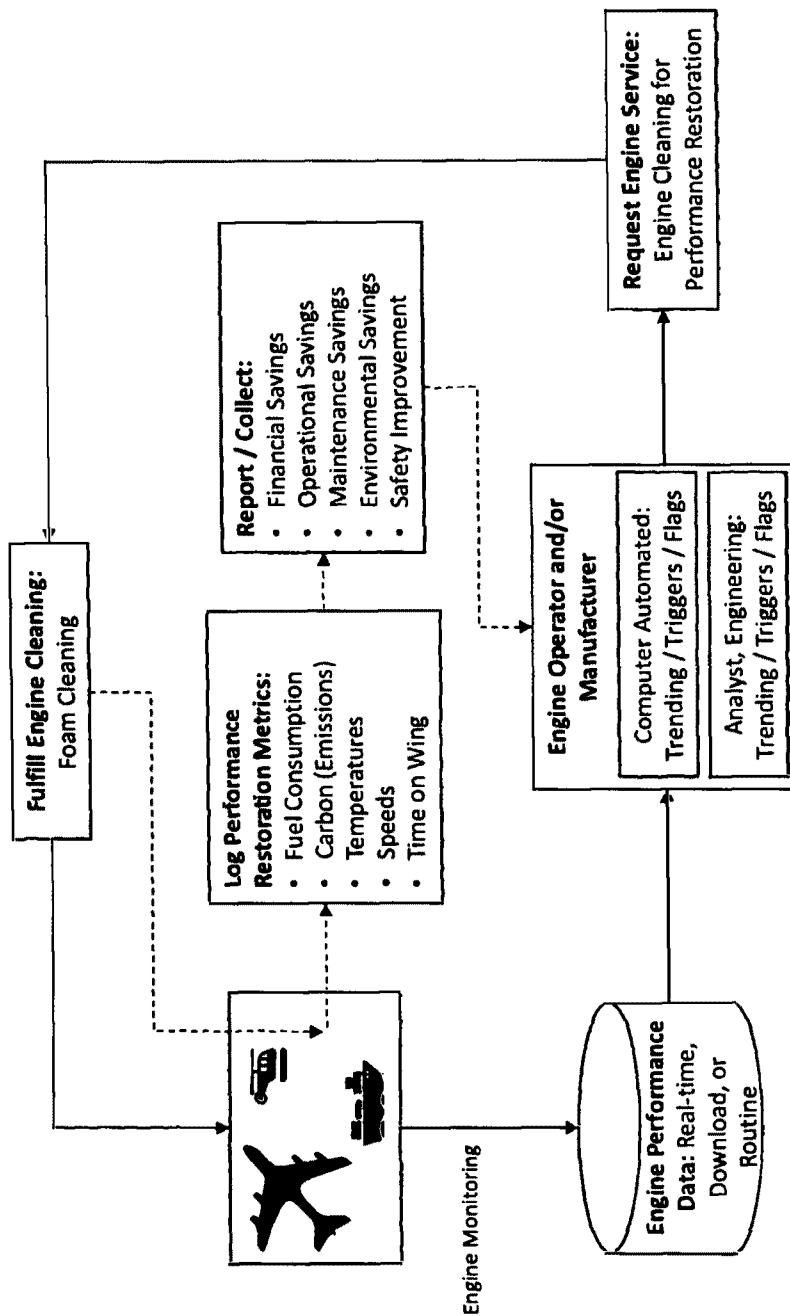 Fulfill Engine Cleaning:
Foam Cleaning
Log Performance
Restoration Metrics:
• Fuel Consumption
• Carbon (Emissions)
• Temperatures
• Speeds
• Time on Wing
Report / Collect:
• Financial Savings
• Operational Savings
• Maintenance Savings
• Environmental Savings
• Safety Improvement
Engine Monitoring
Engine Performance
Data: Real-time,
Download, or
Routine
Engine Operator and/or
Manufacturer
Computer Automated:
Trending / Triggers / Flags
Analyst, Engineering:
Trending / Triggers / Flags
Request Engine Service:
Engine Cleaning for
Performance Restoration